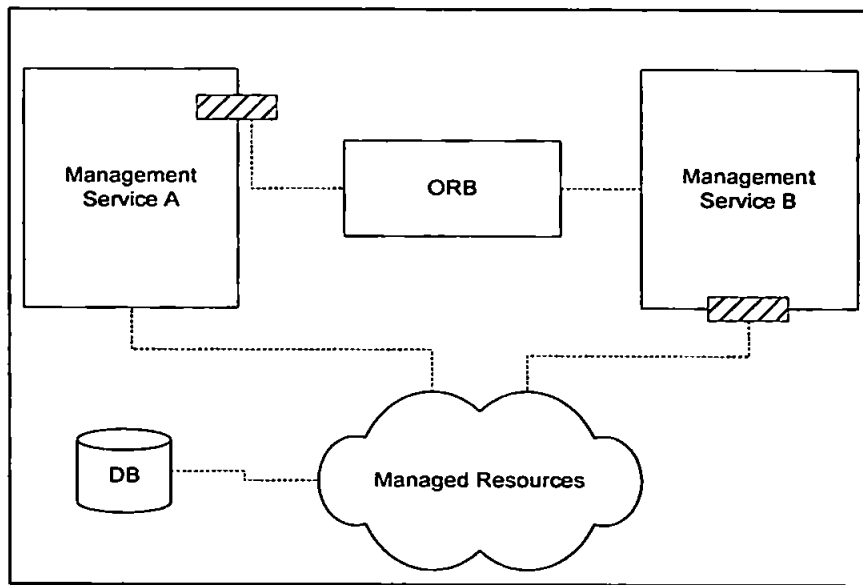 Management
Service A
ORB
Management
Service B
DB
Managed Resources